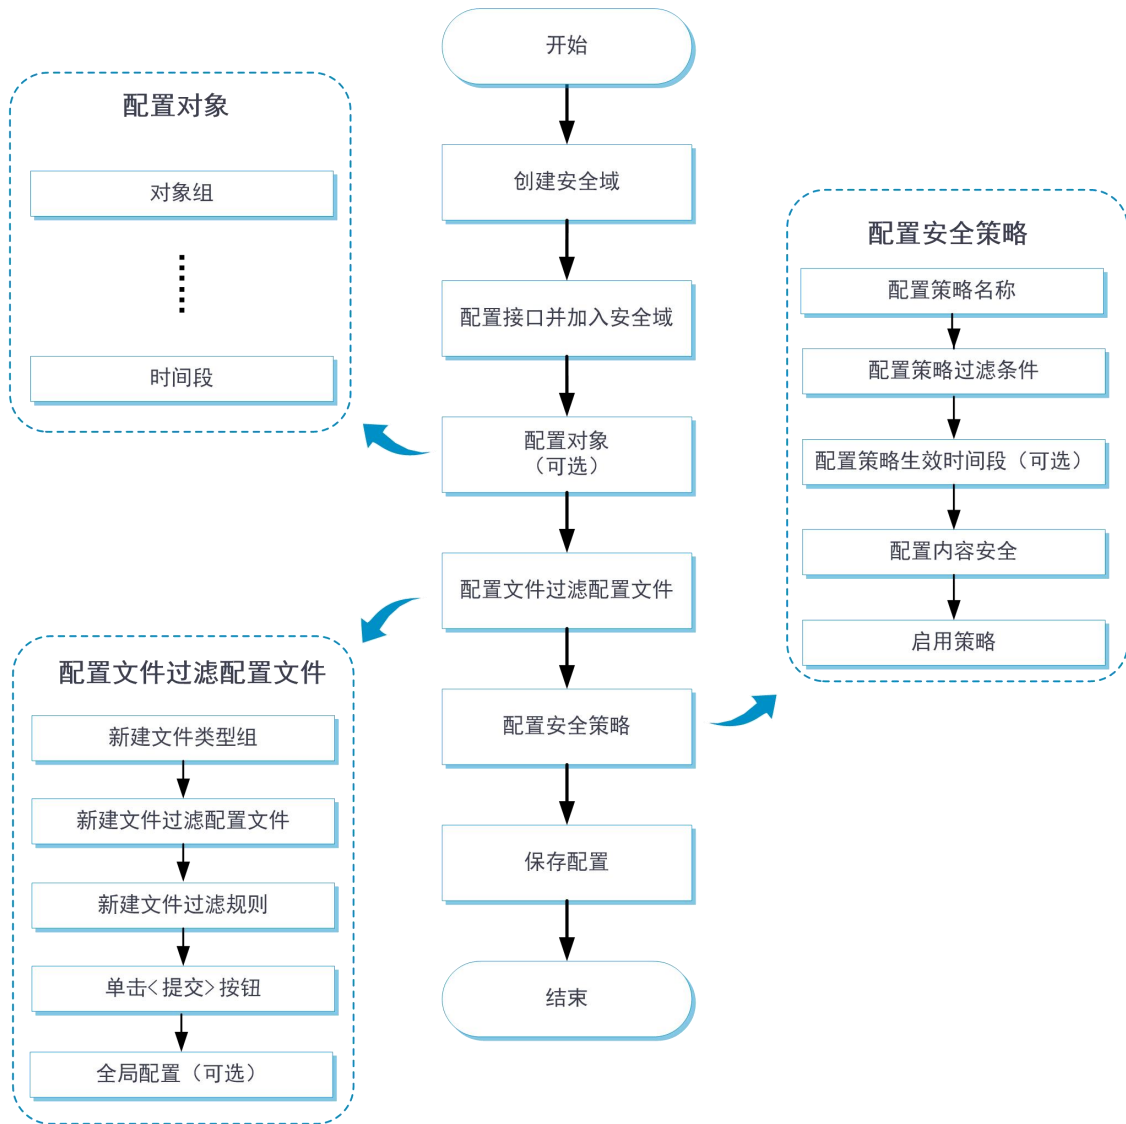 开始
创建安全域
配置接口并加入安全域
配置对象
（可选）
配置文件过滤配置文件
配置安全策略
保存配置
结束
配置对象
对象组
时间段
配置文件过滤配置文件
新建文件类型组
新建文件过滤配置文件
新建文件过滤规则
单击<提交>按钮
全局配置（可选）
配置安全策略
配置策略名称
配置策略过滤条件
配置策略生效时间段（可选）
配置内容安全
启用策略